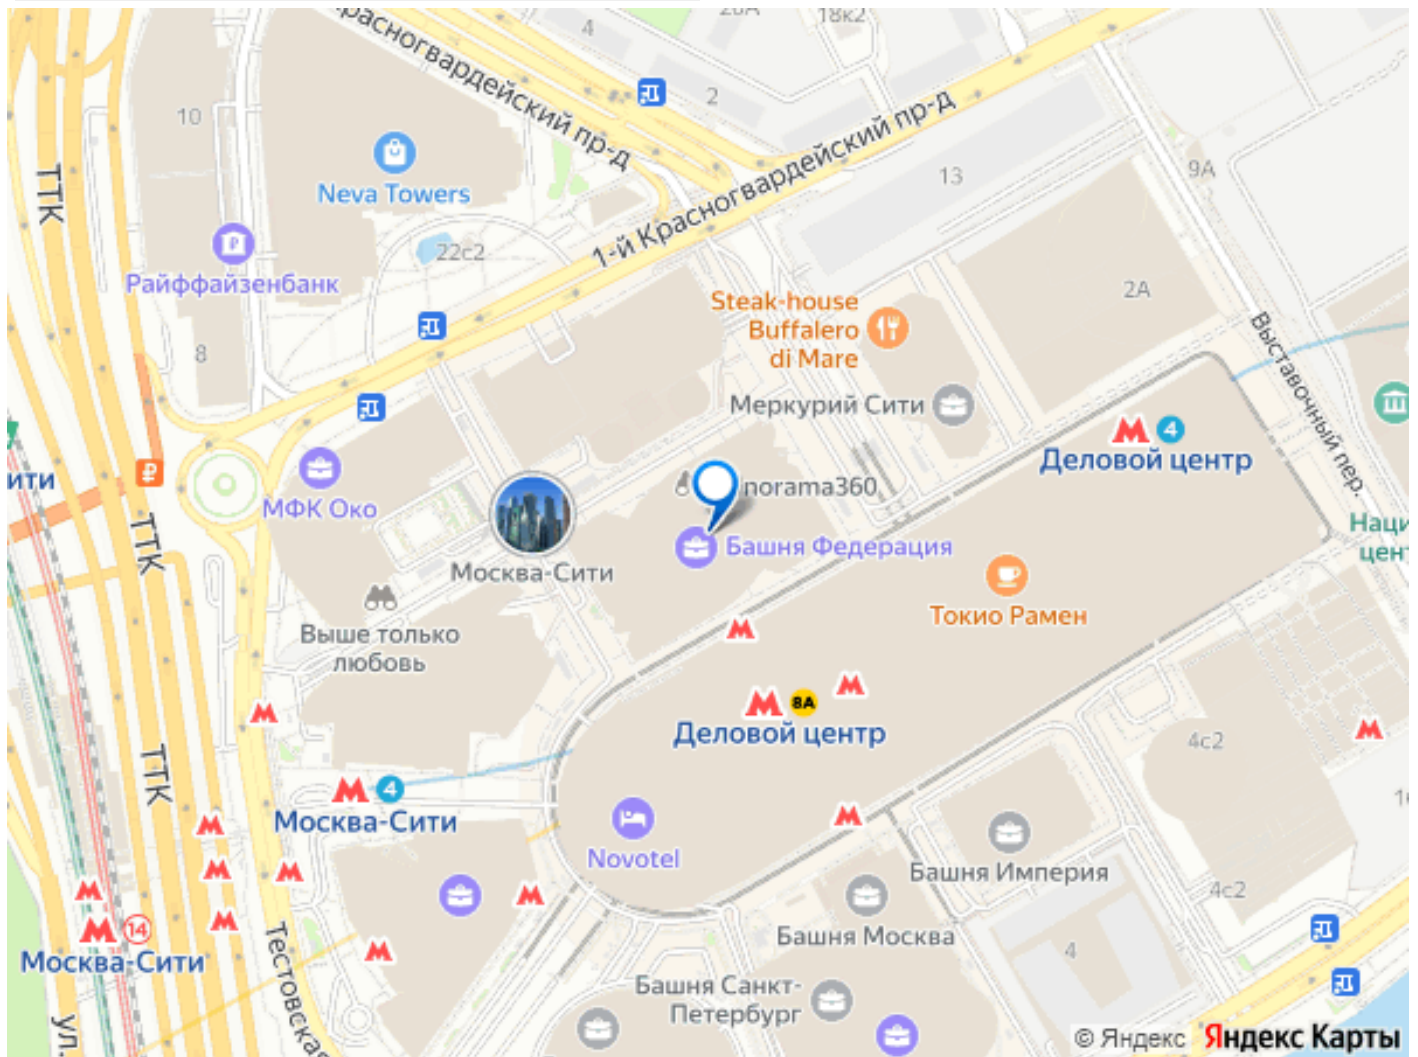 Красногвардейский пр-д
4
18к2
2
10
ТТК
Neva Towers
1-й Красногвардейский пр-д
13
9А
22с2
Райффайзенбанк
2А
Steak-house
Buffalero
di Mare
8
Выставочный пер.
Меркурий Сити
4
Деловой центр
МФК Око
norama360
ити
ТТК
Москва-Сити
Башня Федерация
Наци
цент
Токио Рамен
Выше только
любовь
8А
Деловой центр
4с2
ТТК
4
Москва-Сити
Novotel
Башня Империя
4с2
14
Москва-Сити
Тестовская
Башня Москва
4
Башня Санкт-
Петербург
ул.
© Яндекс Яндекс Карты